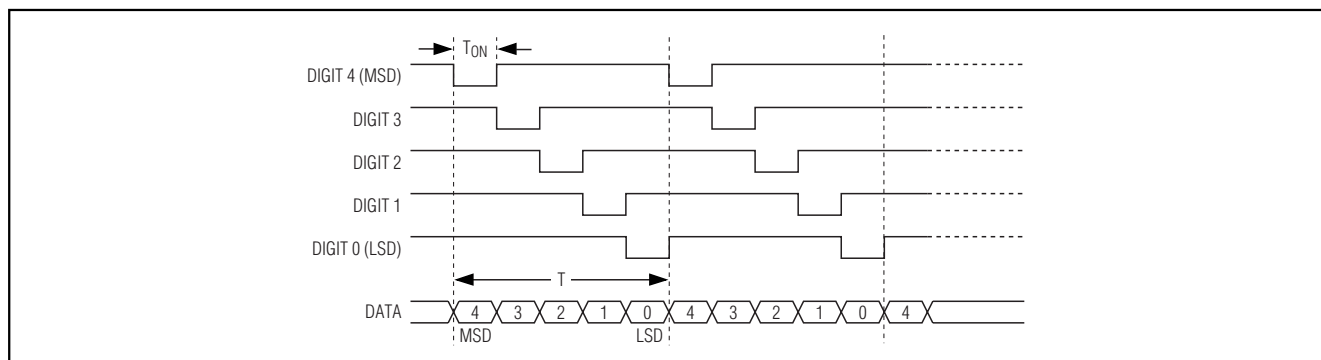 T_ON
DIGIT 4 (MSD)
DIGIT 3
DIGIT 2
DIGIT 1
DIGIT 0 (LSD)
T
DATA 4 3 2 1 0 4 3 2 1 0 4
MSD LSD